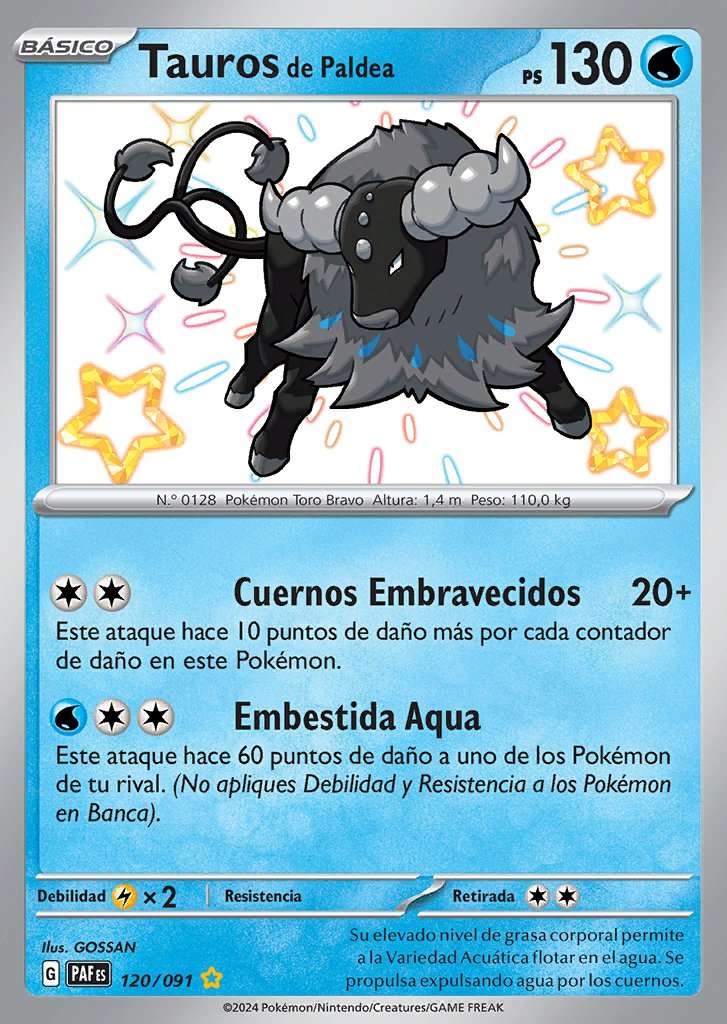 BÁSICO
Tauros de Paldea
PS 130
N.º 0128 Pokémon Toro Bravo Altura: 1,4 m Peso: 110,0 kg
Cuernos Embravecidos 20+
Este ataque hace 10 puntos de daño más por cada contador
de daño en este Pokémon.
Embestida Aqua
Este ataque hace 60 puntos de daño a uno de los Pokémon
de tu rival. (No apliques Debilidad y Resistencia a los Pokémon
en Banca).
Debilidad ×2 Resistencia Retirada
Ilus. GOSSAN
G PAF ES 120/091
Su elevado nivel de grasa corporal permite
a la Variedad Acuática flotar en el agua. Se
propulsa expulsando agua por los cuernos.
©2024 Pokémon/Nintendo/Creatures/GAME FREAK